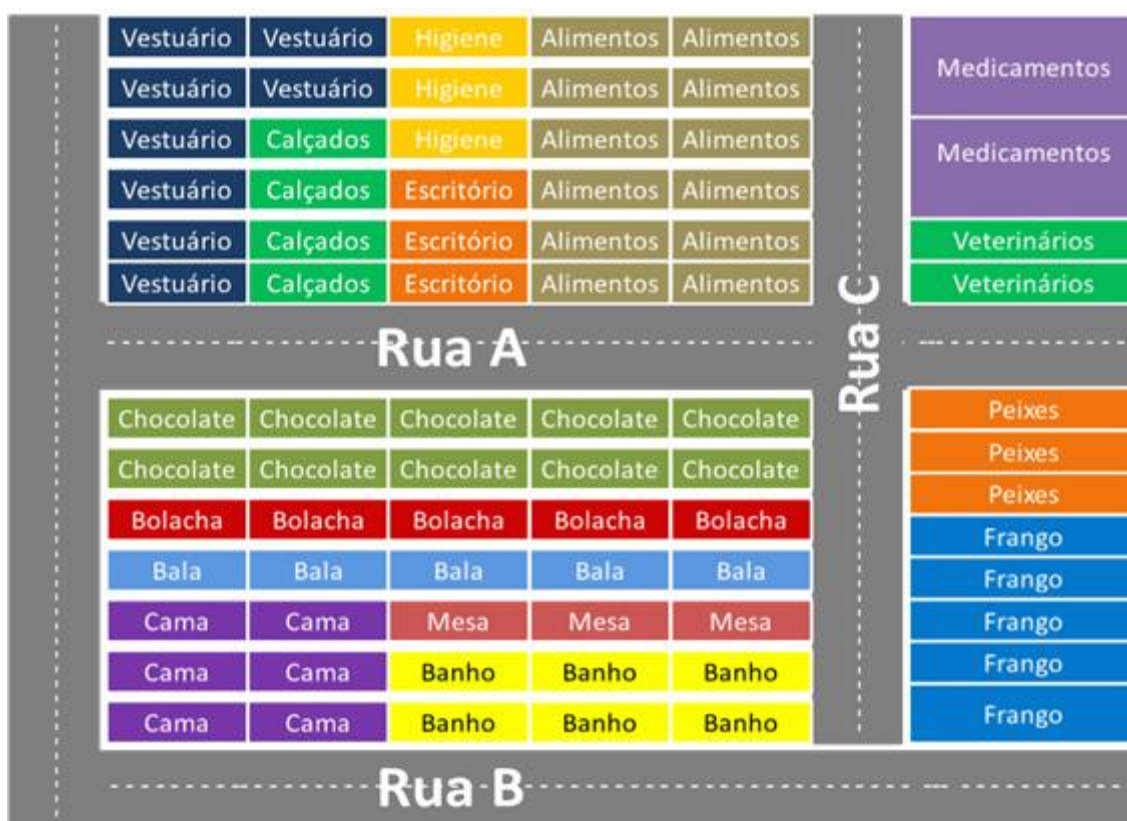 Vestuário Vestuário Higiene Alimentos Alimentos
Medicamentos
Vestuário Vestuário Higiene Alimentos Alimentos
Vestuário Calçados Higiene Alimentos Alimentos
Medicamentos
Vestuário Calçados Escritório Alimentos Alimentos
Vestuário Calçados Escritório Alimentos Alimentos Veterinários
Vestuário Calçados Escritório Alimentos Alimentos Veterinários
Rua A
Rua C
Chocolate Chocolate Chocolate Chocolate Chocolate Peixes
Peixes
Chocolate Chocolate Chocolate Chocolate Chocolate
Peixes
Bolacha Bolacha Bolacha Bolacha Bolacha
Frango
Bala Bala Bala Bala Bala Frango
Cama Cama Mesa Mesa Mesa Frango
Cama Cama Banho Banho Banho Frango
Cama Cama Banho Banho Banho Frango
Rua B